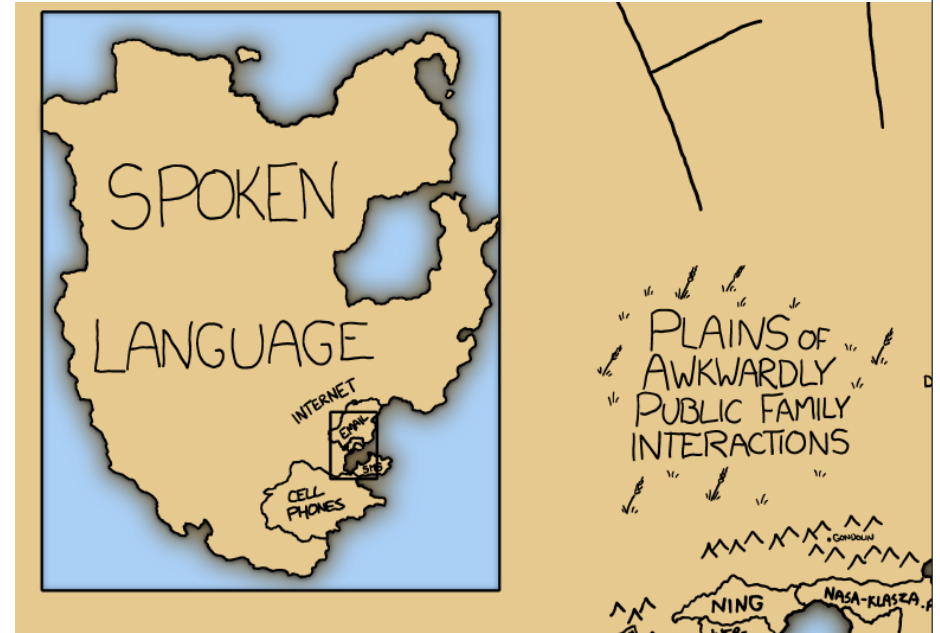 SPOKEN
LANGUAGE
INTERNET
EMAIL
SMS
CELL
PHONES
PLAINS OF
AWKWARDLY
PUBLIC FAMILY
INTERACTIONS
GONDOLIN
NING
NASA-KLASZA